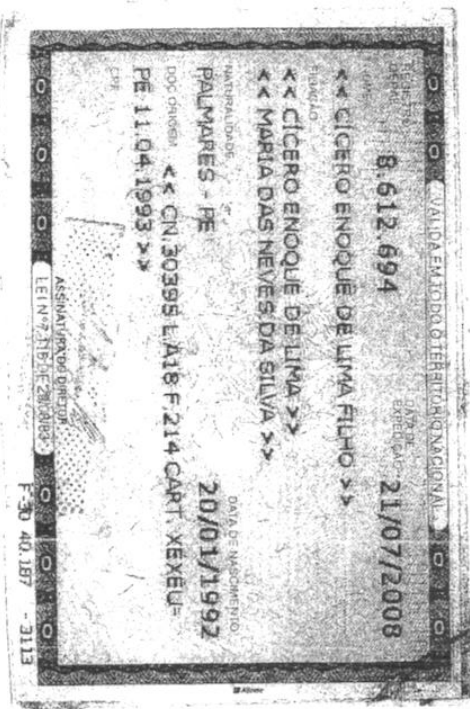 VÁLIDA EM TODO O TERRITÓRIO NACIONAL
REGISTRO GERAL 8.612.694 DATA DE EXPEDIÇÃO 21/07/2008
NOME
<< CÍCERO ENOQUE DE LIMA FILHO >>
FILIAÇÃO
<< CÍCERO ENOQUE DE LIMA >>
<< MARIA DAS NEVES DA SILVA >>
NATURALIDADE DATA DE NASCIMENTO
PALMARES - PE 20/01/1992
DOC ORIGEM << CN.30395 L.A18 F.214 CART. XEXÉU-
PE 11.04.1993 >>
CPF
ASSINATURA DO DIRETOR
LEI Nº 7.116 DE 29/08/83
F-30 40.187 - 3113